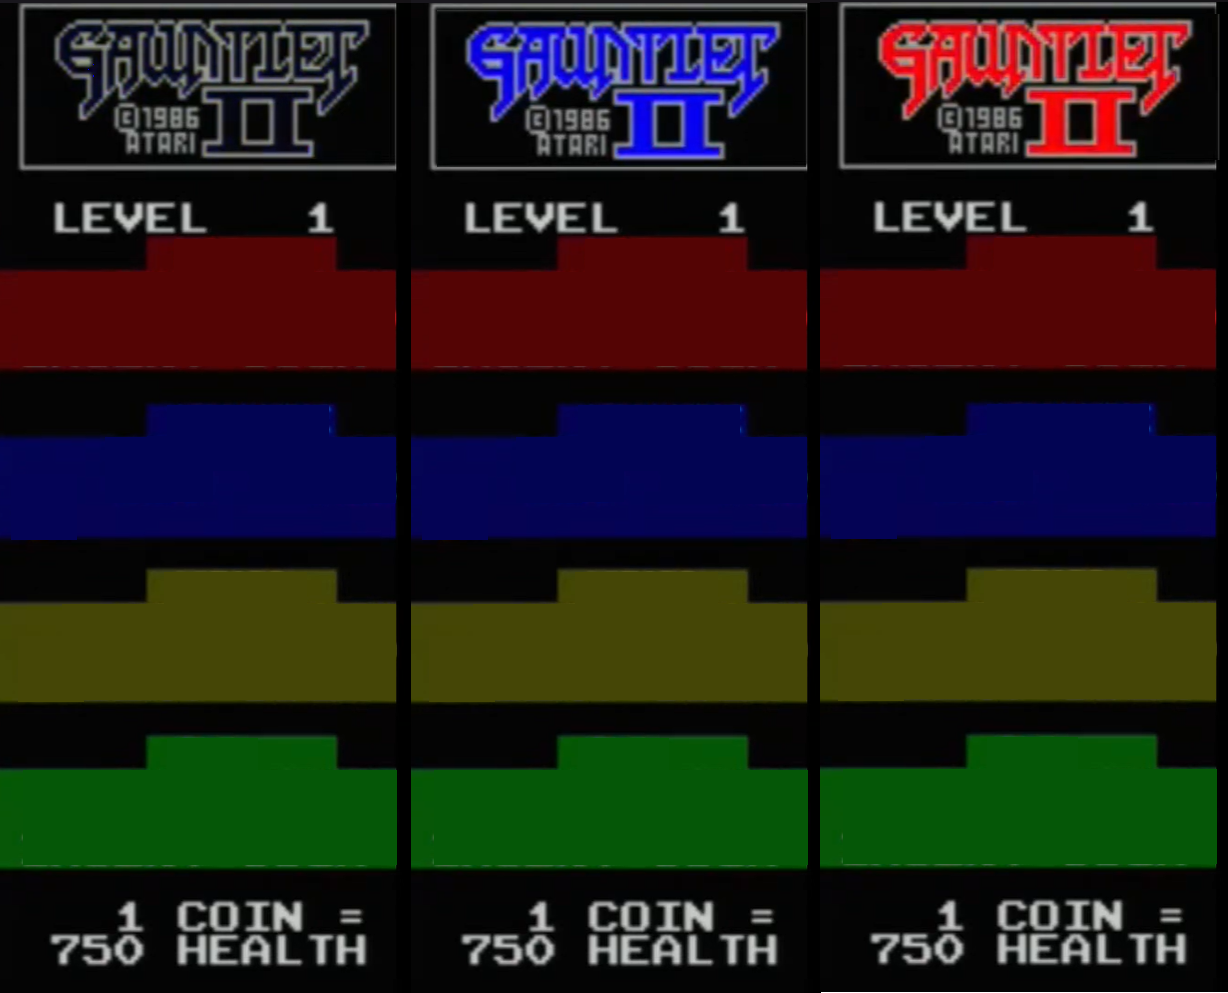 GAUNTLET
II
©1986
ATARI
LEVEL 1
1 COIN =
750 HEALTH
GAUNTLET
II
©1986
ATARI
LEVEL 1
1 COIN =
750 HEALTH
GAUNTLET
II
©1986
ATARI
LEVEL 1
1 COIN =
750 HEALTH